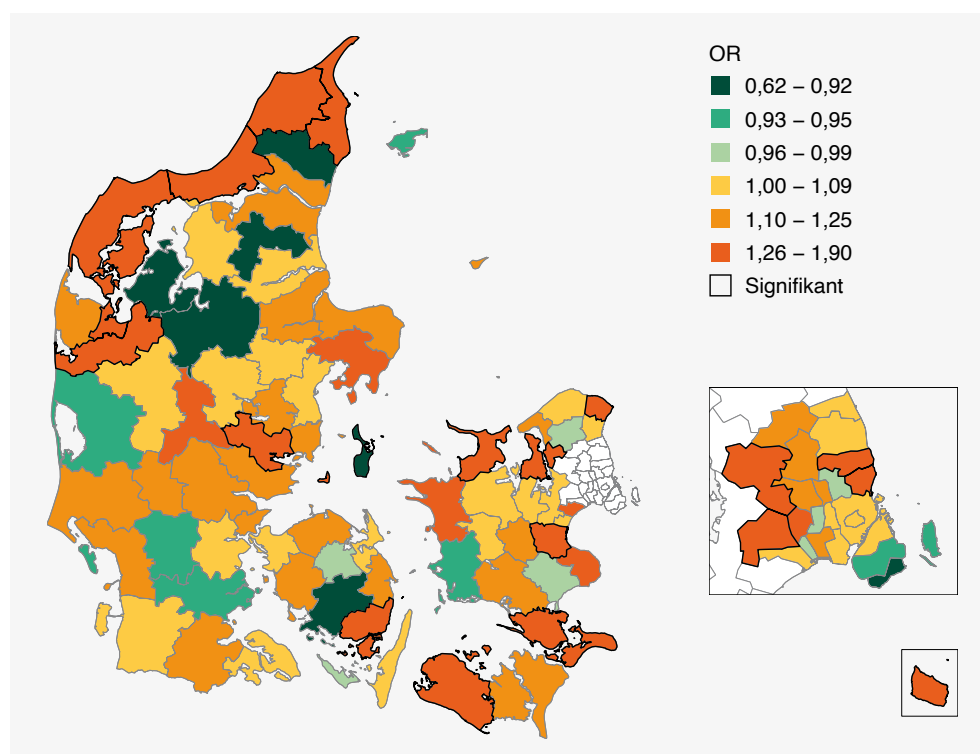 OR
0,62 – 0,92
0,93 – 0,95
0,96 – 0,99
1,00 – 1,09
1,10 – 1,25
1,26 – 1,90
Signifikant